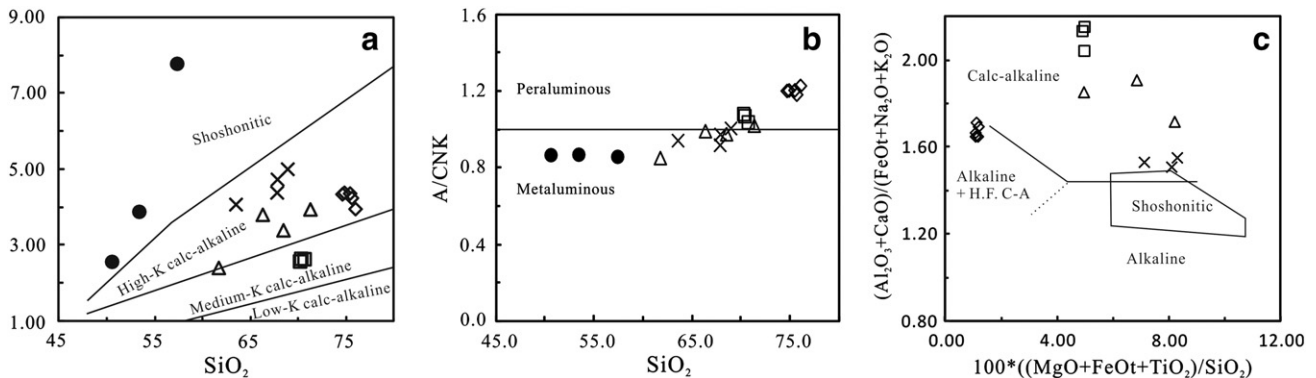 9.00
7.00
5.00
3.00
1.00
a
Shoshonitic
High-K calc-alkaline
Medium-K calc-alkaline
Low-K calc-alkaline
45
55
65
75
SiO₂
1.6
1.2
0.8
0.4
0.0
A/CNK
b
Peraluminous
Metaluminous
45.0
55.0
65.0
75.0
SiO₂
2.00
1.60
1.20
0.80
(Al₂O₃+CaO)/(FeOt+Na₂O+K₂O)
c
Calc-alkaline
Alkaline
+ H.F. C-A
Shoshonitic
Alkaline
0.00
4.00
8.00
12.00
100*((MgO+FeOt+TiO₂)/SiO₂)